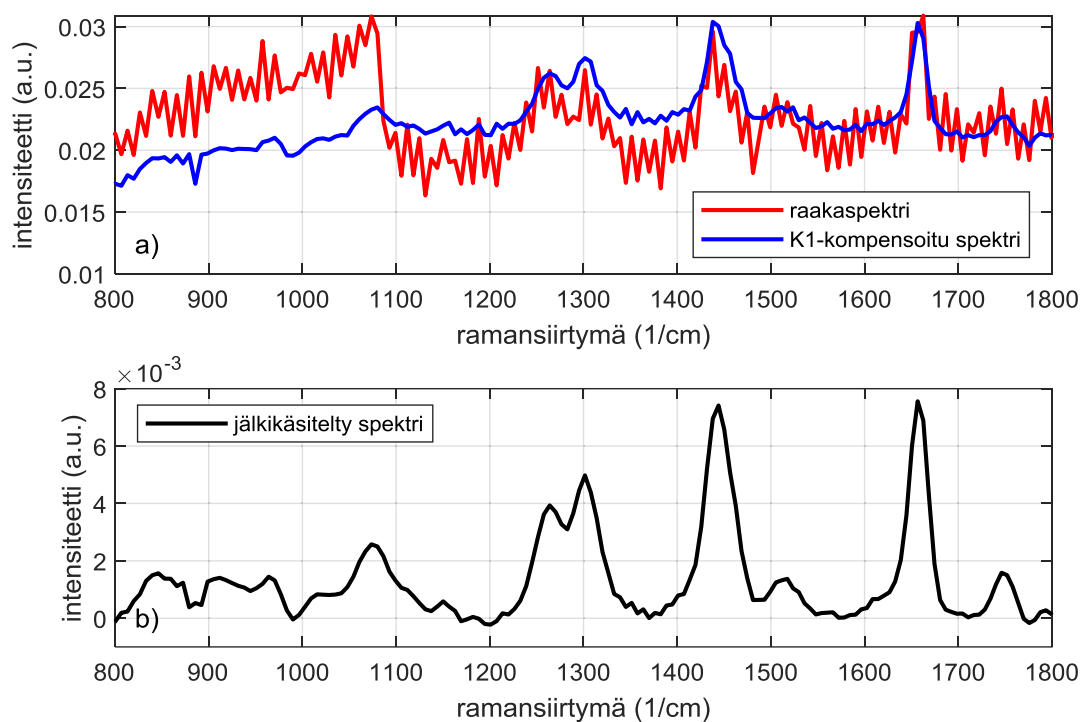 0.03
0.025
0.02
0.015
0.01
intensiteetti (a.u.)
a)
raakaspektri
K1-kompensoitu spektri
800 900 1000 1100 1200 1300 1400 1500 1600 1700 1800
ramansiirtymä (1/cm)
× 10⁻³
8
6
4
2
0
intensiteetti (a.u.)
jälkikäsitelty spektri
b)
800 900 1000 1100 1200 1300 1400 1500 1600 1700 1800
ramansiirtymä (1/cm)